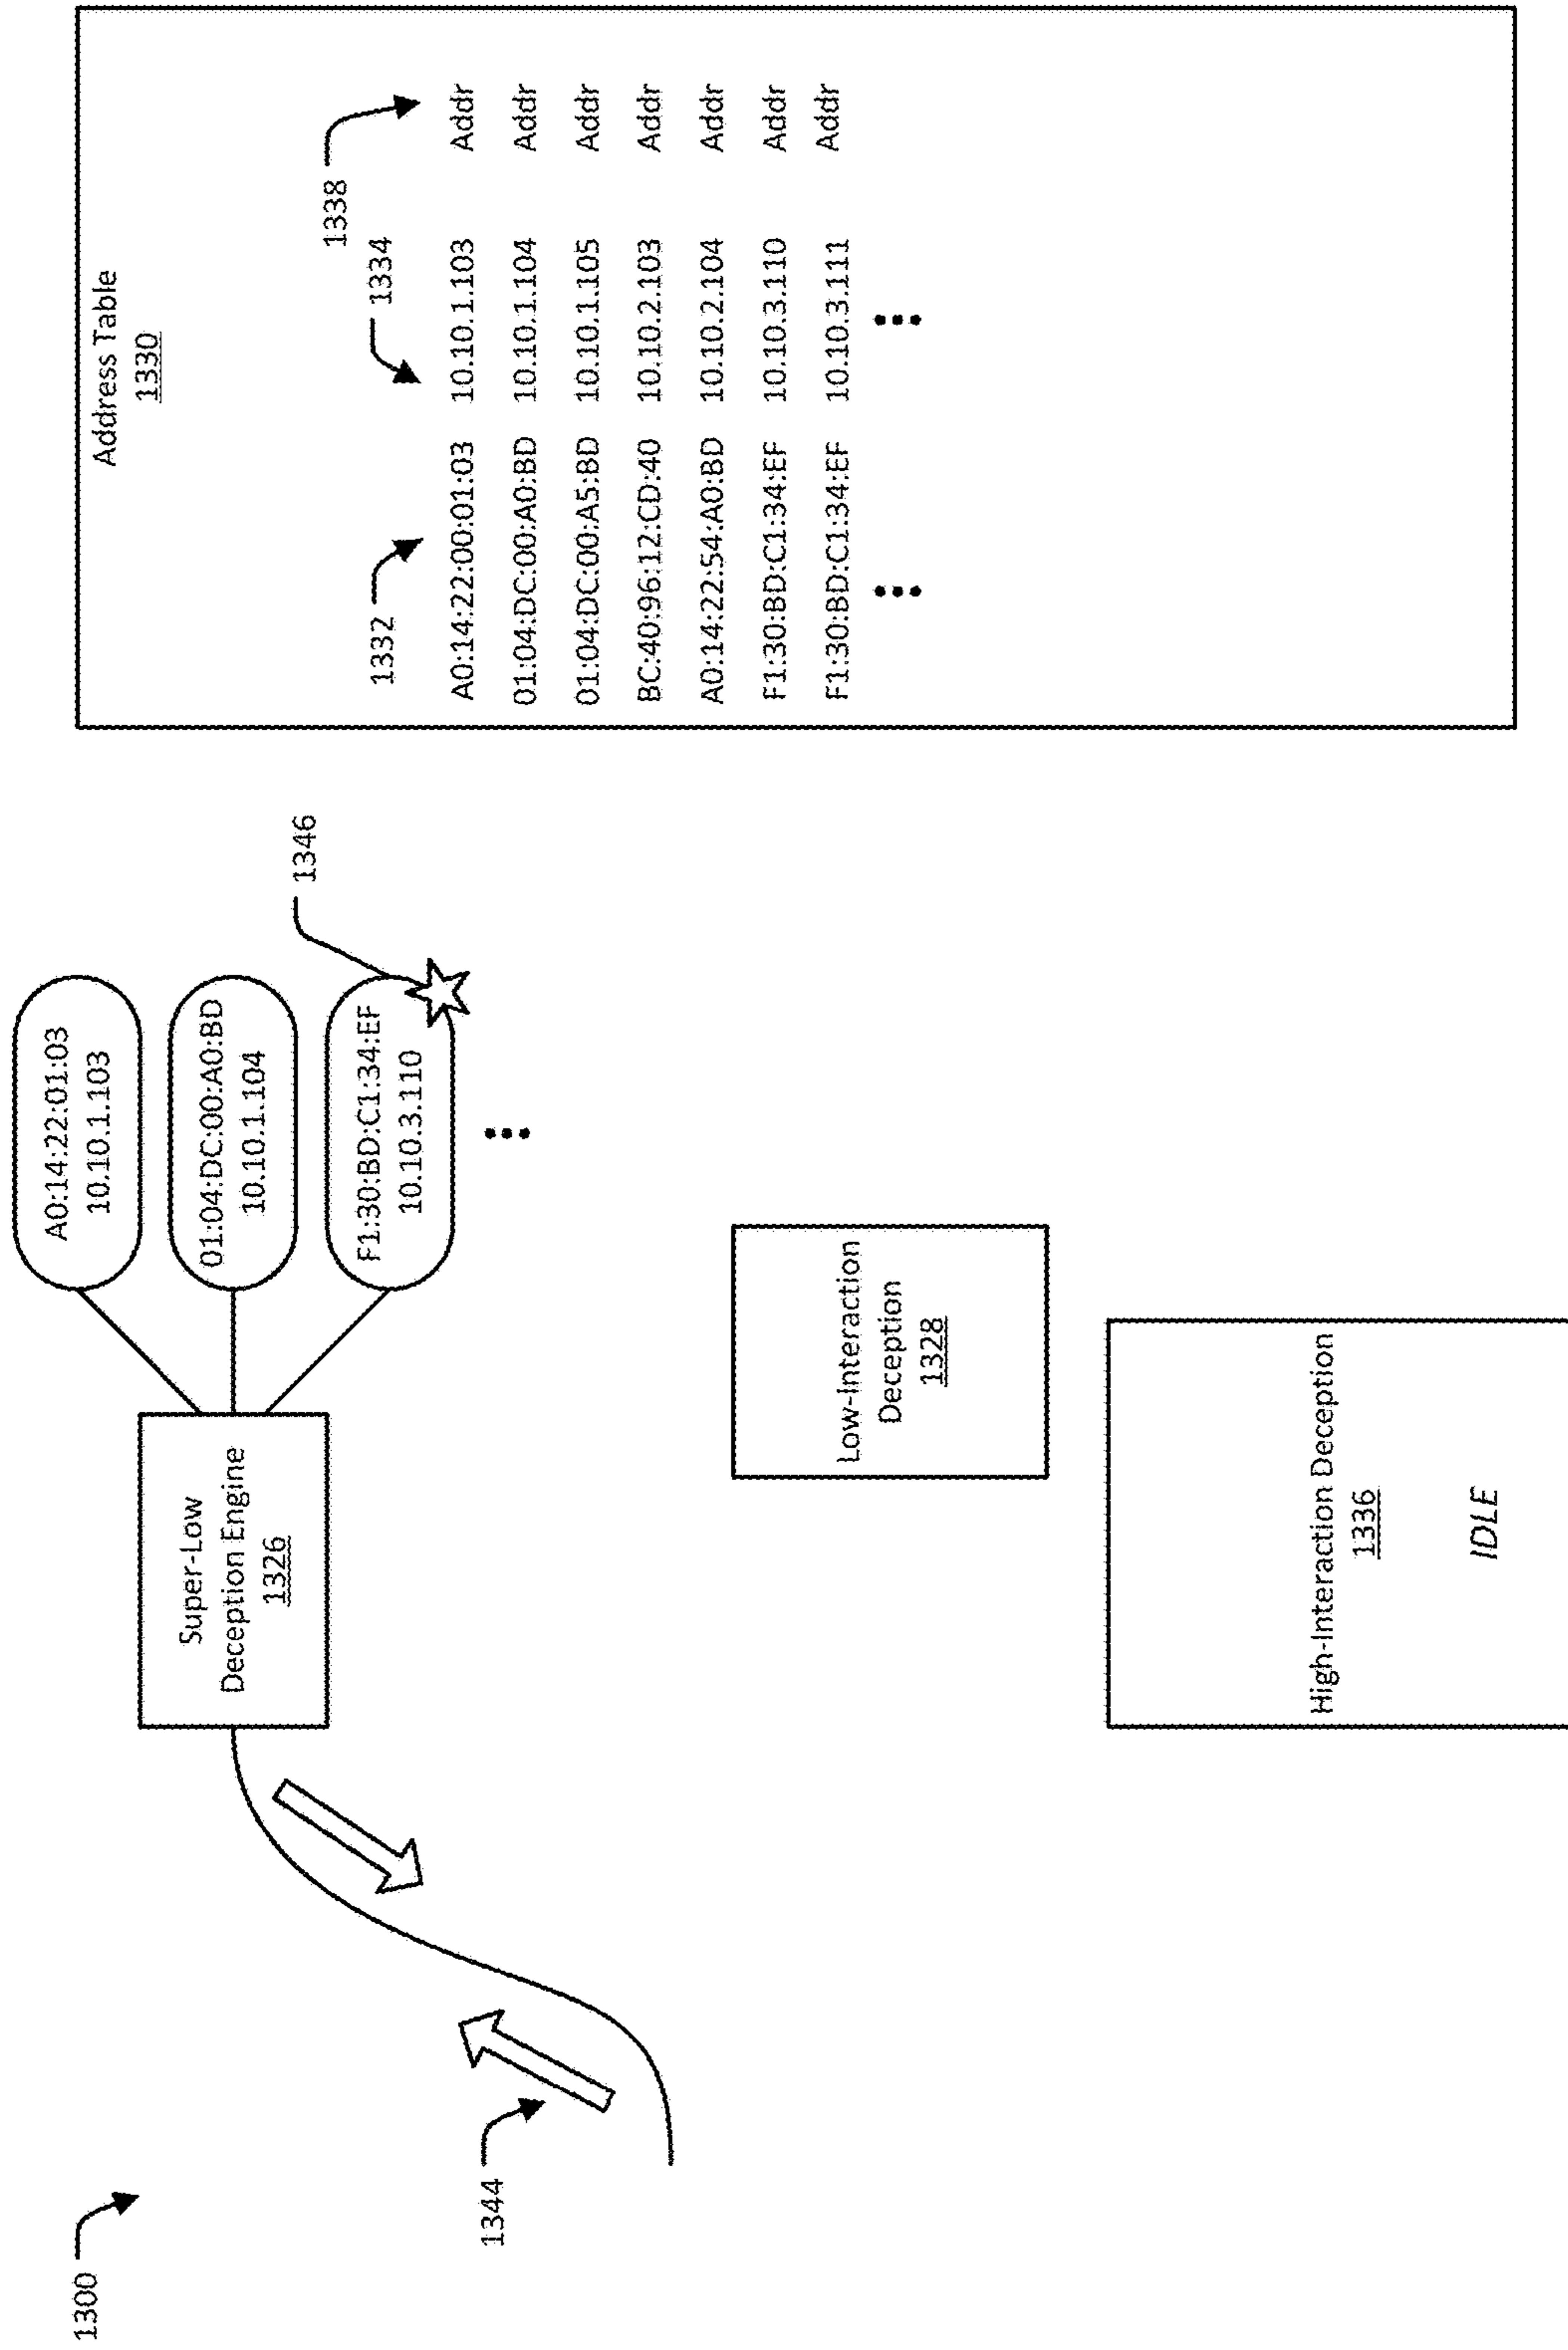 1300
1344
Super-Low
Deception Engine
1326
A0:14:22:01:03
10.10.1.103
01:04:DC:00:A0:BD
10.10.1.104
F1:30:BD:C1:34:EF
10.10.3.110
1346
Low-Interaction
Deception
1328
High-Interaction Deception
1336
IDLE
Address Table
1330
1332
1334
1338
A0:14:22:00:01:03 10.10.1.103 Addr
01:04:DC:00:A0:BD 10.10.1.104 Addr
01:04:DC:00:A5:BD 10.10.1.105 Addr
BC:40:96:12:CD:40 10.10.2.103 Addr
A0:14:22:54:A0:BD 10.10.2.104 Addr
F1:30:BD:C1:34:EF 10.10.3.110 Addr
F1:30:BD:C1:34:EF 10.10.3.111 Addr